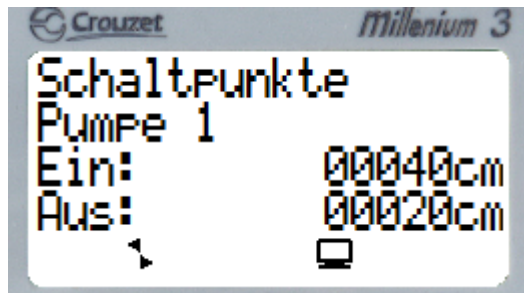 Crouzet Millenium 3
Schaltpunkte
Pumpe 1
Ein: 00040cm
Aus: 00020cm